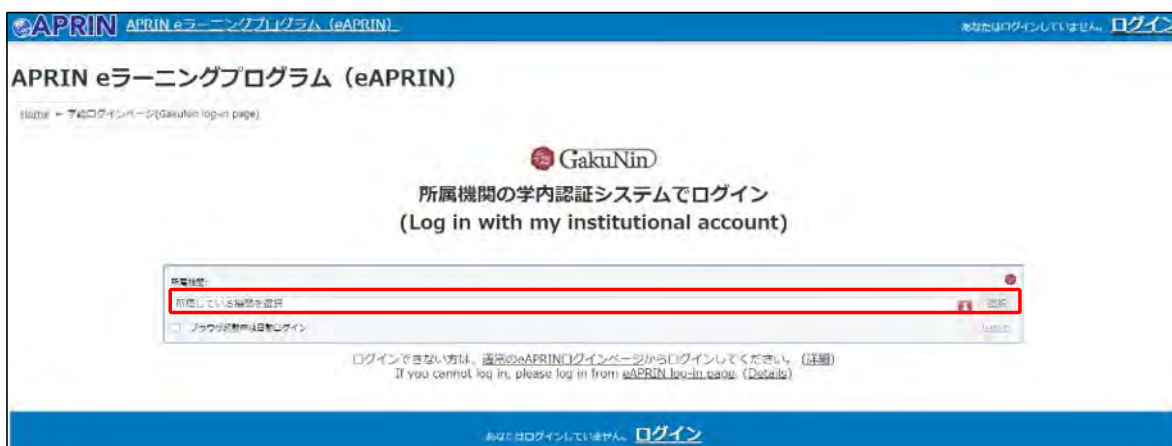 APRIN APRIN eラーニングプログラム（eAPRIN）
あなたはログインしていません。 ログイン
APRIN eラーニングプログラム（eAPRIN）
Home ► 学認ログインページ(GakuNin log-in page)
GakuNin
所属機関の学内認証システムでログイン
(Log in with my institutional account)
所属機関:
所属している機関を選択 選択
ブラウザ起動中は自動ログイン
ログインできない方は、通常のeAPRINログインページからログインしてください。（詳細）
If you cannot log in, please log in from eAPRIN log-in page. (Details)
あなたはログインしていません。 ログイン